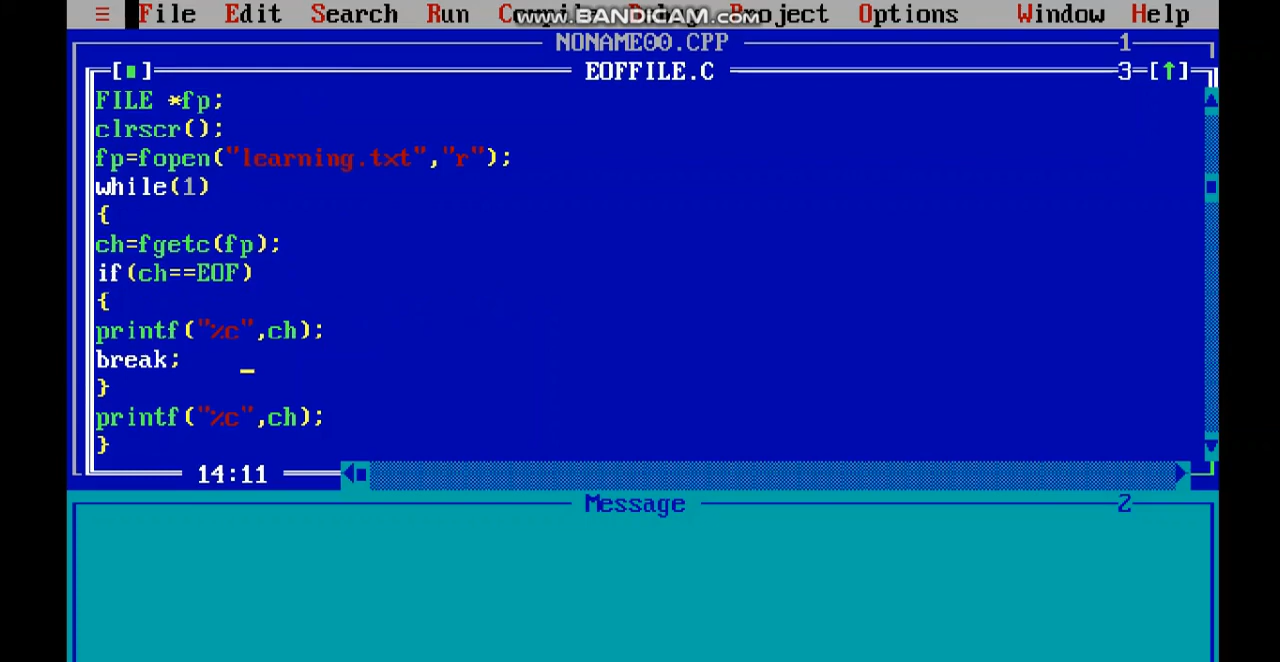 ≡ File Edit Search Run Compile Debug Project Options Window Help
www.BANDICAM.com
NONAME00.CPP 1
[■] EOFFILE.C 3-[↑]
FILE *fp;
clrscr();
fp=fopen("learning.txt","r");
while(1)
{
ch=fgetc(fp);
if(ch==EOF)
{
printf("%c",ch);
break;
}
printf("%c",ch);
}
14:11
Message 2